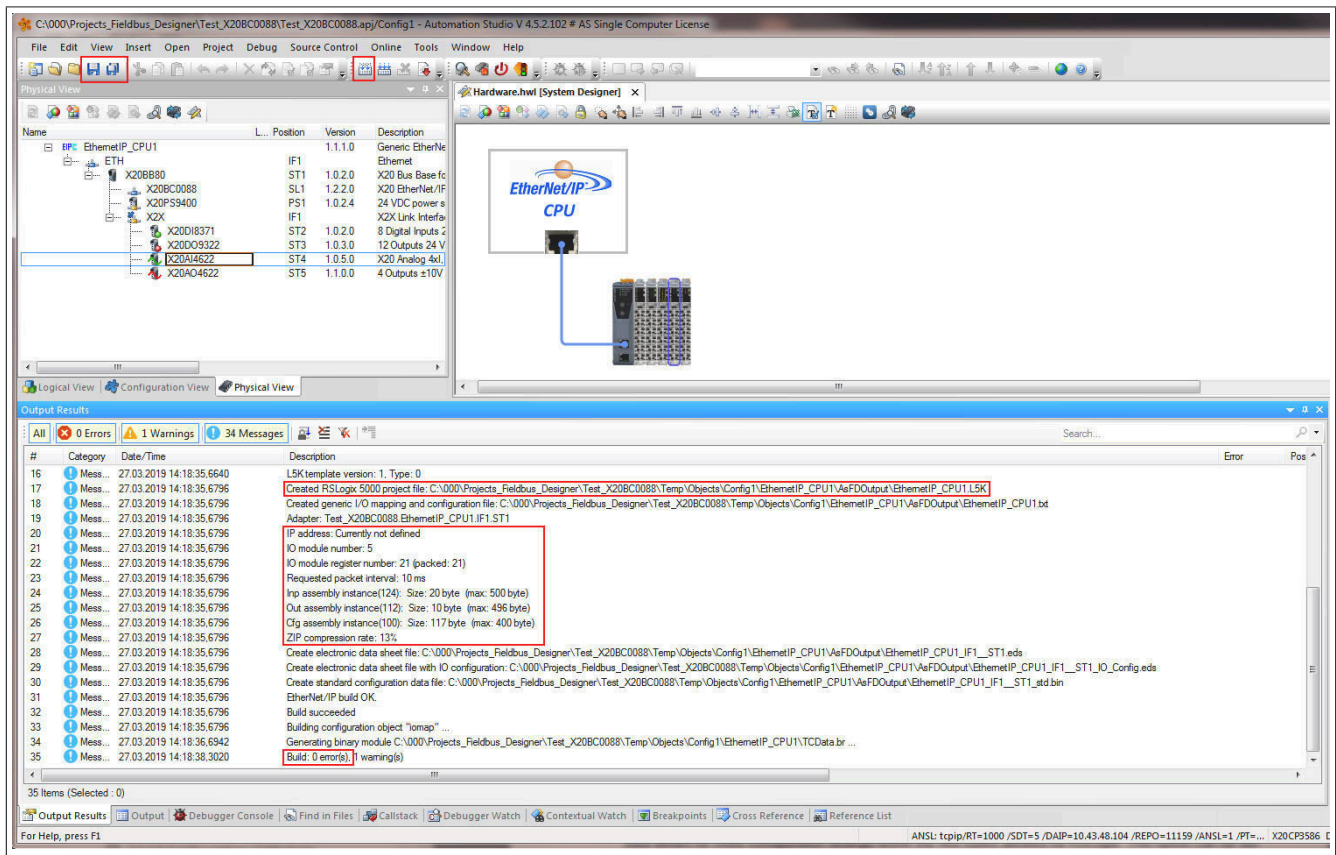 C:\000\Projects_Fieldbus_Designer\Test_X20BC0088\Test_X20BC0088.apj/Config1 - Automation Studio V 4.5.2.102 # AS Single Computer License
File Edit View Insert Open Project Debug Source Control Online Tools Window Help
Physical View
Hardware.hwl [System Designer] X
Name L... Position Version Description
EthernetIP_CPU1 1.1.1.0 Generic EtherNe
ETH IF1 Ethernet
X20BB80 ST1 1.0.2.0 X20 Bus Base fo
X20BC0088 SL1 1.2.2.0 X20 EtherNet/IF
X20PS9400 PS1 1.0.2.4 24 VDC power s
X2X IF1 X2X Link Interfa
X20DI8371 ST2 1.0.2.0 8 Digital Inputs 2
X20DO9322 ST3 1.0.3.0 12 Outputs 24 V
X20AI4622 ST4 1.0.5.0 X20 Analog 4xI,
X20AO4622 ST5 1.1.0.0 4 Outputs ±10V
EtherNet/IP
CPU
Logical View Configuration View Physical View
Output Results
All 0 Errors 1 Warnings 34 Messages Search...
# Category Date/Time Description Error Pos
16 Mess... 27.03.2019 14:18:35,6640 L5K template version: 1, Type: 0
17 Mess... 27.03.2019 14:18:35,6796 Created RSLogix 5000 project file: C:\000\Projects_Fieldbus_Designer\Test_X20BC0088\Temp\Objects\Config1\EthernetIP_CPU1\AsFDOutput\EthernetIP_CPU1.L5K
18 Mess... 27.03.2019 14:18:35,6796 Created generic I/O mapping and configuration file: C:\000\Projects_Fieldbus_Designer\Test_X20BC0088\Temp\Objects\Config1\EthernetIP_CPU1\AsFDOutput\EthernetIP_CPU1.txt
19 Mess... 27.03.2019 14:18:35,6796 Adapter: Test_X20BC0088.EthernetIP_CPU1.IF1.ST1
20 Mess... 27.03.2019 14:18:35,6796 IP address: Currently not defined
21 Mess... 27.03.2019 14:18:35,6796 IO module number: 5
22 Mess... 27.03.2019 14:18:35,6796 IO module register number: 21 (packed: 21)
23 Mess... 27.03.2019 14:18:35,6796 Requested packet interval: 10 ms
24 Mess... 27.03.2019 14:18:35,6796 Inp assembly instance(124): Size: 20 byte (max: 500 byte)
25 Mess... 27.03.2019 14:18:35,6796 Out assembly instance(112): Size: 10 byte (max: 496 byte)
26 Mess... 27.03.2019 14:18:35,6796 Cfg assembly instance(100): Size: 117 byte (max: 400 byte)
27 Mess... 27.03.2019 14:18:35,6796 ZIP compression rate: 13%
28 Mess... 27.03.2019 14:18:35,6796 Create electronic data sheet file: C:\000\Projects_Fieldbus_Designer\Test_X20BC0088\Temp\Objects\Config1\EthernetIP_CPU1\AsFDOutput\EthernetIP_CPU1_IF1__ST1.eds
29 Mess... 27.03.2019 14:18:35,6796 Create electronic data sheet file with IO configuration: C:\000\Projects_Fieldbus_Designer\Test_X20BC0088\Temp\Objects\Config1\EthernetIP_CPU1\AsFDOutput\EthernetIP_CPU1_IF1__ST1_IO_Config.eds
30 Mess... 27.03.2019 14:18:35,6796 Create standard configuration data file: C:\000\Projects_Fieldbus_Designer\Test_X20BC0088\Temp\Objects\Config1\EthernetIP_CPU1\AsFDOutput\EthernetIP_CPU1_IF1__ST1_std.bin
31 Mess... 27.03.2019 14:18:35,6796 EtherNet/IP build OK.
32 Mess... 27.03.2019 14:18:35,6796 Build succeeded
33 Mess... 27.03.2019 14:18:35,6796 Building configuration object "iomap" ...
34 Mess... 27.03.2019 14:18:36,6942 Generating binary module C:\000\Projects_Fieldbus_Designer\Test_X20BC0088\Temp\Objects\Config1\EthernetIP_CPU1\TCData.br ...
35 Mess... 27.03.2019 14:18:38,3020 Build: 0 error(s), 1 warning(s)
35 Items (Selected : 0)
Output Results Output Debugger Console Find in Files Callstack Debugger Watch Contextual Watch Breakpoints Cross Reference Reference List
For Help, press F1 ANSL: tcpip/RT=1000 /SDT=5 /DAIP=10.43.48.104 /REPO=11159 /ANSL=1 /PT=... X20CP3586